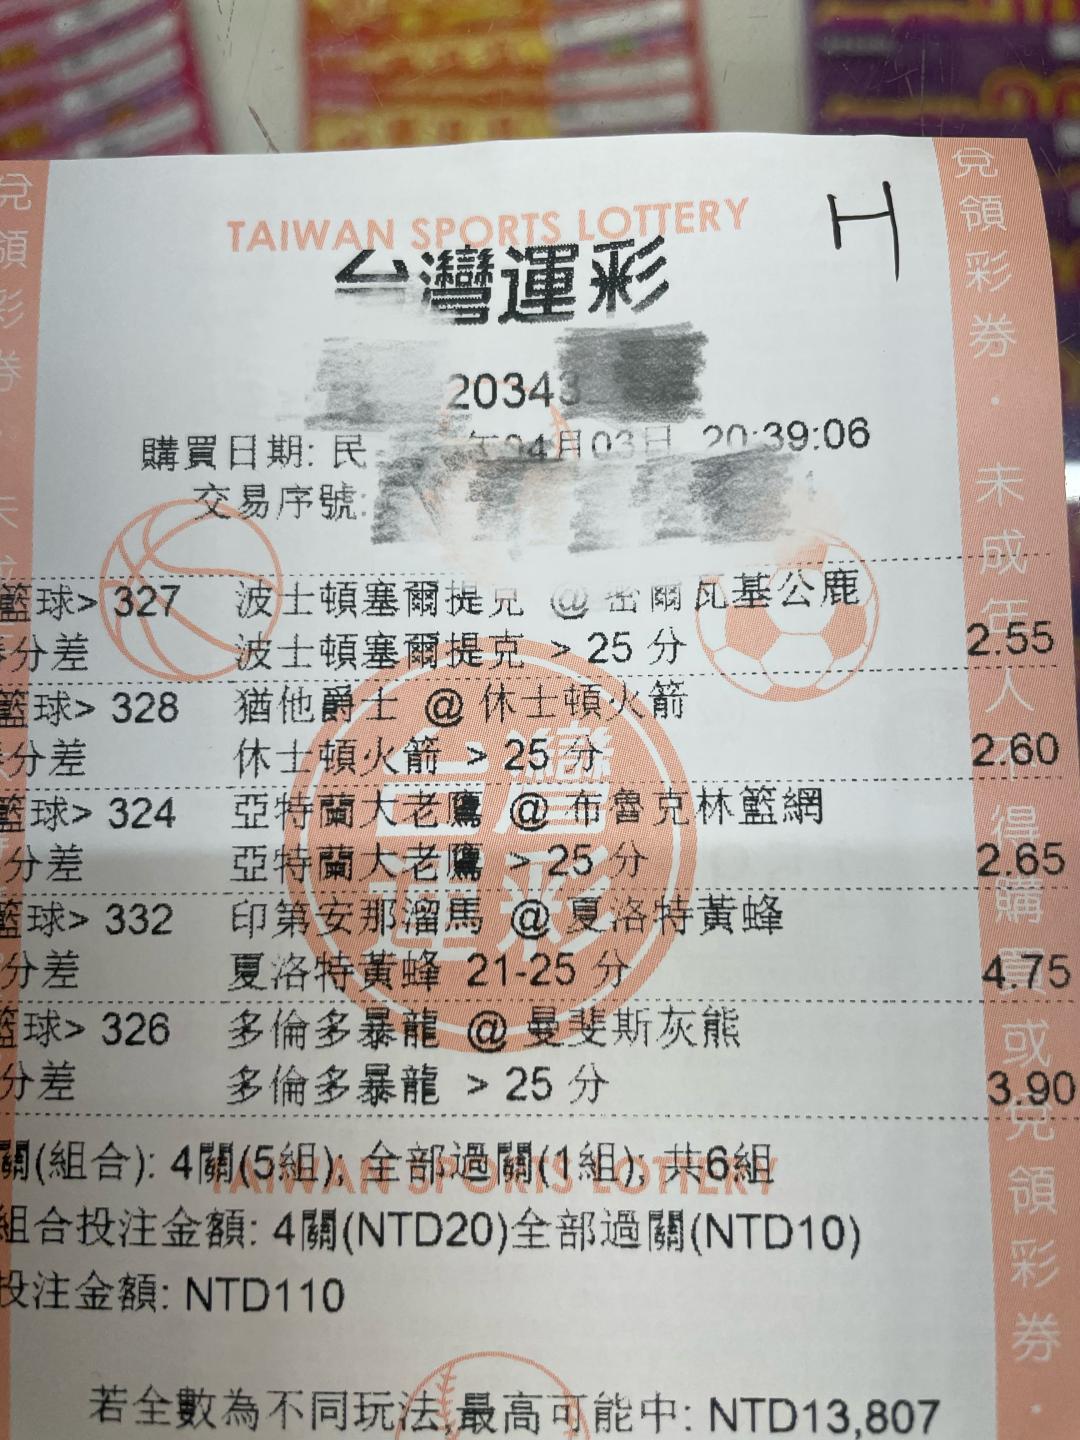 TAIWAN SPORTS LOTTERY
H
台灣運彩
20343
購買日期: 民 年04月03日 20:39:06
交易序號:
籃球> 327 波士頓塞爾提克 @ 密爾瓦基公鹿
分差 波士頓塞爾提克 > 25 分 2.55
籃球> 328 猶他爵士 @ 休士頓火箭
分差 休士頓火箭 > 25 分 2.60
籃球> 324 亞特蘭大老鷹 @ 布魯克林籃網
分差 亞特蘭大老鷹 > 25 分 2.65
籃球> 332 印第安那溜馬 @ 夏洛特黃蜂
分差 夏洛特黃蜂 21-25 分 4.75
籃球> 326 多倫多暴龍 @ 曼斐斯灰熊
分差 多倫多暴龍 > 25 分 3.90
台灣運彩
關(組合): 4關(5組); 全部過關(1組); 共6組
TAIWAN SPORTS LOTTERY
組合投注金額: 4關(NTD20)全部過關(NTD10)
投注金額: NTD110
若全數為不同玩法,最高可能中: NTD13,807
兌領彩券．未成年人不得購買或兌領彩券．